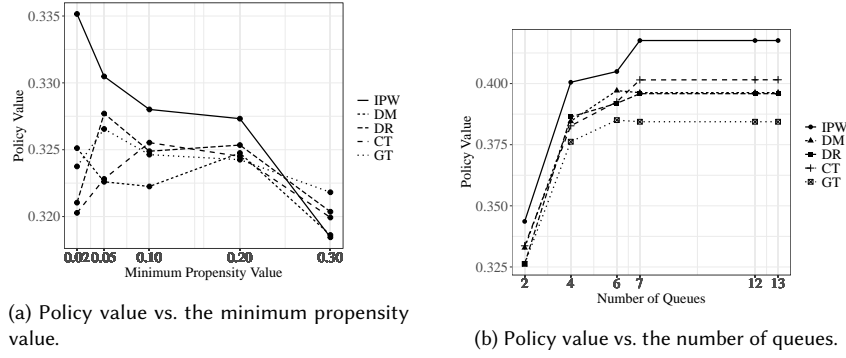 0.335
0.330
0.325
0.320
Policy Value
0.02 0.05 0.10 0.20 0.30
Minimum Propensity Value
IPW
DM
DR
CT
GT
(a) Policy value vs. the minimum propensity
value.
0.400
0.375
0.350
0.325
Policy Value
2 4 6 7 12 13
Number of Queues
IPW
DM
DR
CT
GT
(b) Policy value vs. the number of queues.